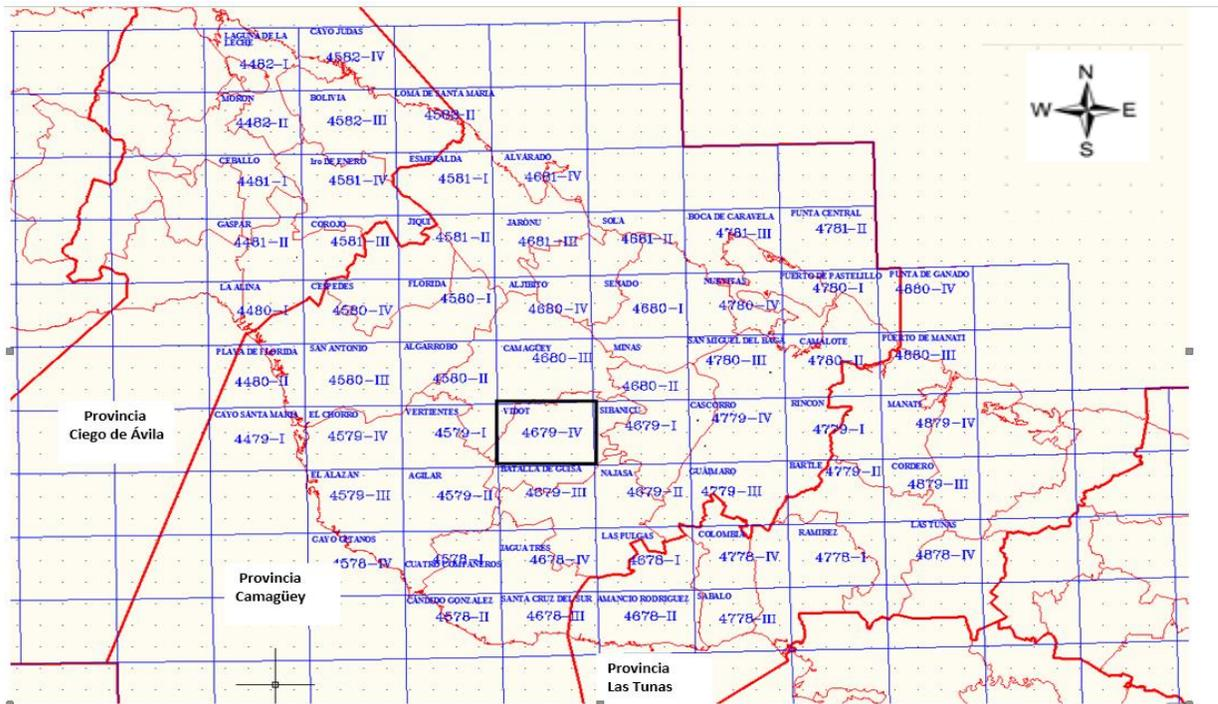 LAGUNA DE LA
LECHE
4482-I
CAYO JUDAS
4582-IV
N
W E
S
MORON
4482-II
BOLIVIA
4582-III
LOMA DE SANTA MARIA
4582-II
CEBALLO
4481-I
1ro DE ENERO
4581-IV
ESMERALDA
4581-I
ALVARADO
4681-IV
GASPAR
4481-II
COROJO
4581-III
JIQUI
4581-II
JARONU
4681-III
SOLA
4681-II
BOCA DE CARAVELA
4781-III
PUNTA CENTRAL
4781-II
LA ALINA
4480-I
CESPEDES
4580-IV
FLORIDA
4580-I
ALJIBITO
4680-IV
SENADO
4680-I
NUEVITAS
4780-IV
PUERTO DE PASTELILLO
4780-I
PUNTA DE GANADO
4880-IV
PLAYA DE FLORIDA
4480-II
SAN ANTONIO
4580-III
ALGARROBO
4580-II
CAMAGÜEY
4680-III
MINAS
4680-II
SAN MIGUEL DEL BAGA
4780-III
CAMALOTE
4780-II
PUERTO DE MANATI
4880-III
CAYO SANTA MARIA
4479-I
EL CHORRO
4579-IV
VERTIENTES
4579-I
VIDOT
4679-IV
SIBANICU
4679-I
CASCORRO
4779-IV
RINCON
4779-I
MANATI
4879-IV
Provincia
Ciego de Ávila
EL ALAZAN
4579-III
AGILAR
4579-II
BATALLA DE GUISA
4679-III
NAJASA
4679-II
GUAIMARO
4779-III
BARTLE
4779-II
CORDERO
4879-III
CAYO GITANOS
4578-IV
CUATRO COMPAÑEROS
4578-I
JAGUA TRES
4678-IV
LAS PULGAS
4678-I
COLOMBIA
4778-IV
RAMIREZ
4778-I
LAS TUNAS
4878-IV
Provincia
Camagüey
CANDIDO GONZALEZ
4578-II
SANTA CRUZ DEL SUR
4678-III
AMANCIO RODRIGUEZ
4678-II
SABALO
4778-III
Provincia
Las Tunas